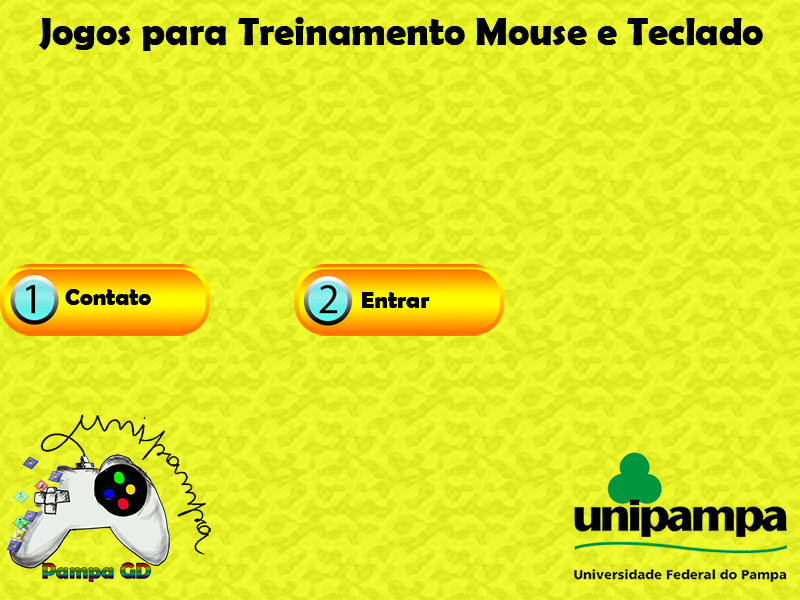 Jogos para Treinamento Mouse e Teclado
1 Contato
2 Entrar
unipampa
Pampa GD
unipampa
Universidade Federal do Pampa